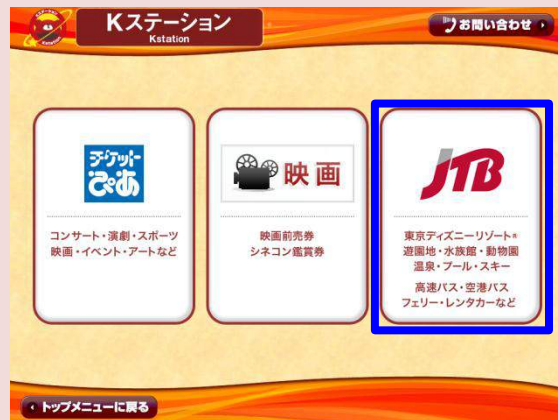 Kステーション
Kstation
お問い合わせ
チケット
ぴあ
コンサート・演劇・スポーツ
映画・イベント・アートなど
映画
映画前売券
シネコン鑑賞券
JTB
東京ディズニーリゾート®
遊園地・水族館・動物園
温泉・プール・スキー
高速バス・空港バス
フェリー・レンタカーなど
トップメニューに戻る